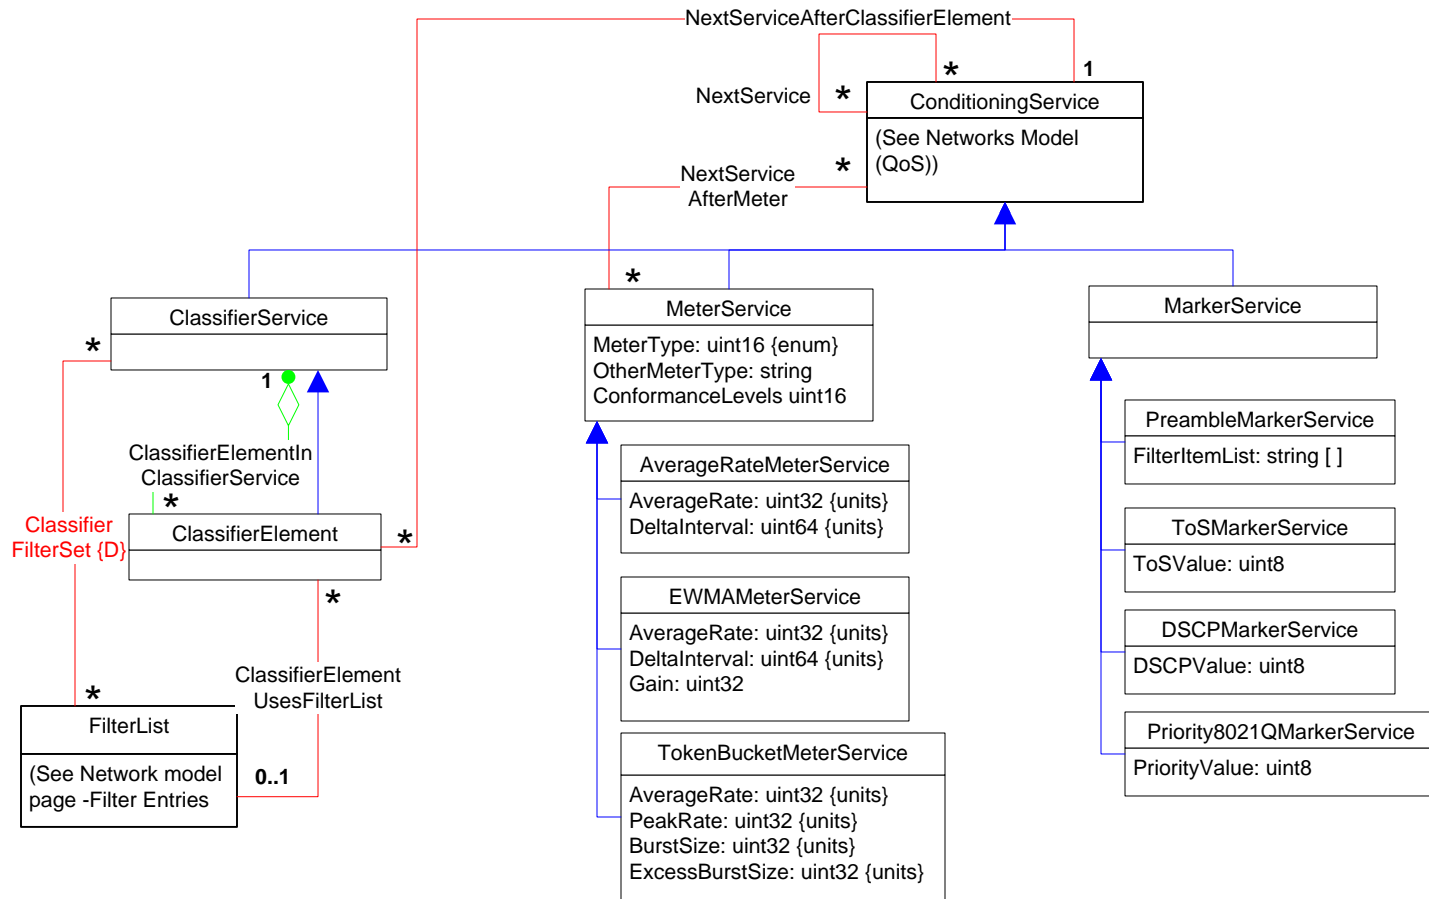 NextServiceAfterClassifierElement
*
1
NextService
*
ConditioningService
(See Networks Model
(QoS))
*
NextService
AfterMeter
*
ClassifierService
*
1
ClassifierElementIn
ClassifierService
*
Classifier
FilterSet {D}
ClassifierElement
*
*
ClassifierElement
UsesFilterList
*
FilterList
(See Network model
page -Filter Entries
0..1
MeterService
MeterType: uint16 {enum}
OtherMeterType: string
ConformanceLevels uint16
AverageRateMeterService
AverageRate: uint32 {units}
DeltaInterval: uint64 {units}
EWMAMeterService
AverageRate: uint32 {units}
DeltaInterval: uint64 {units}
Gain: uint32
TokenBucketMeterService
AverageRate: uint32 {units}
PeakRate: uint32 {units}
BurstSize: uint32 {units}
ExcessBurstSize: uint32 {units}
MarkerService
PreambleMarkerService
FilterItemList: string [ ]
ToSMarkerService
ToSValue: uint8
DSCPMarkerService
DSCPValue: uint8
Priority8021QMarkerService
PriorityValue: uint8